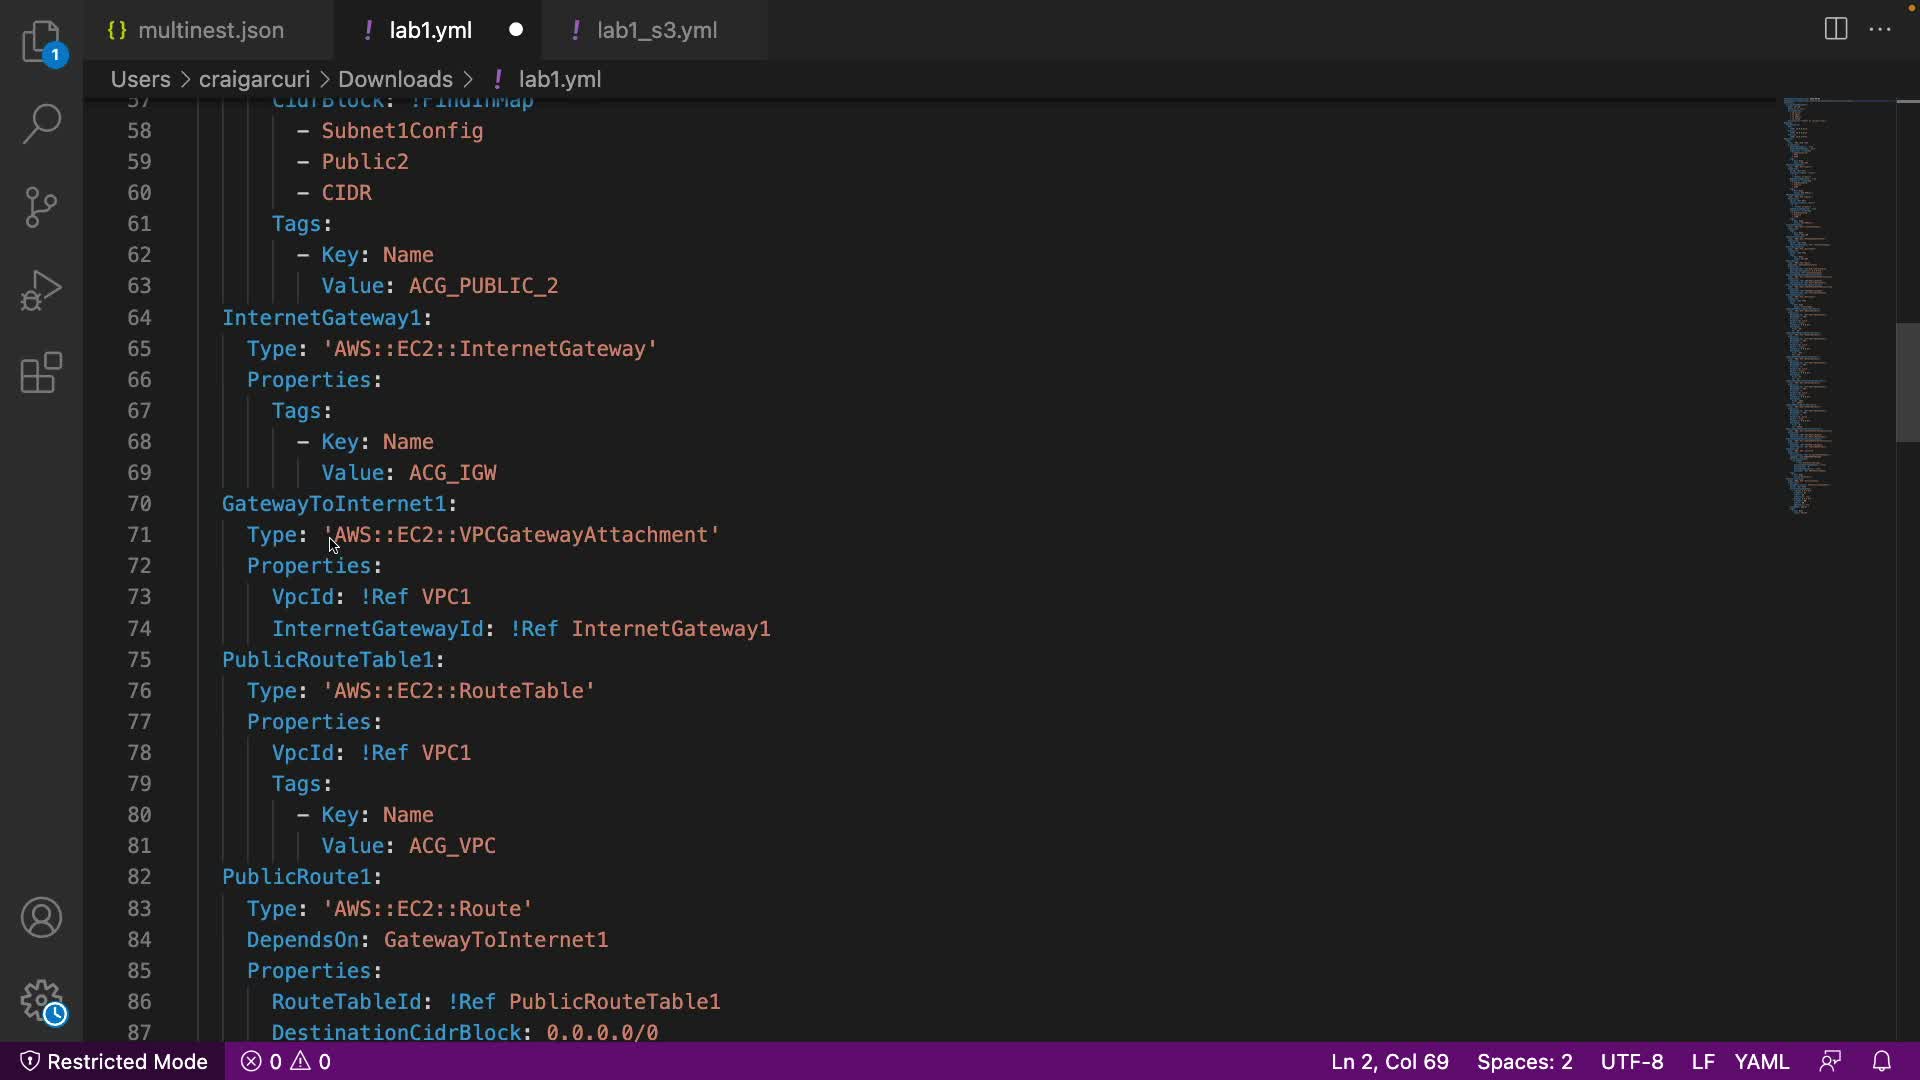 {} multinest.json
! lab1.yml
! lab1_s3.yml
1
Users > craigarcuri > Downloads > ! lab1.yml
57 CidrBlock: !FindInMap
58 - Subnet1Config
59 - Public2
60 - CIDR
61 Tags:
62 - Key: Name
63 Value: ACG_PUBLIC_2
64 InternetGateway1:
65 Type: 'AWS::EC2::InternetGateway'
66 Properties:
67 Tags:
68 - Key: Name
69 Value: ACG_IGW
70 GatewayToInternet1:
71 Type: 'AWS::EC2::VPCGatewayAttachment'
72 Properties:
73 VpcId: !Ref VPC1
74 InternetGatewayId: !Ref InternetGateway1
75 PublicRouteTable1:
76 Type: 'AWS::EC2::RouteTable'
77 Properties:
78 VpcId: !Ref VPC1
79 Tags:
80 - Key: Name
81 Value: ACG_VPC
82 PublicRoute1:
83 Type: 'AWS::EC2::Route'
84 DependsOn: GatewayToInternet1
85 Properties:
86 RouteTableId: !Ref PublicRouteTable1
87 DestinationCidrBlock: 0.0.0.0/0
Restricted Mode 0 0 Ln 2, Col 69 Spaces: 2 UTF-8 LF YAML